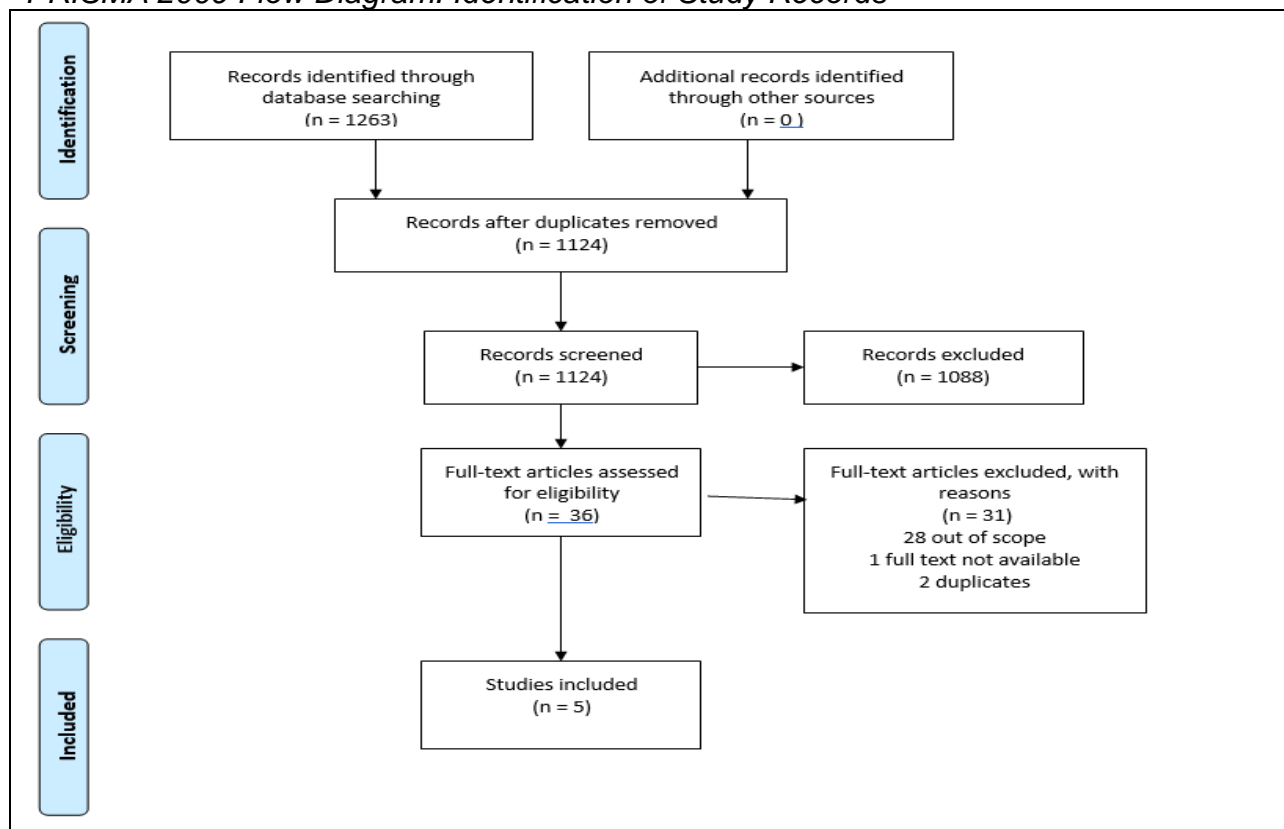 PRISMA 2009 Flow Diagram: Identification of Study Records
Identification
Records identified through
database searching
(n = 1263)
Additional records identified
through other sources
(n = 0 )
Records after duplicates removed
(n = 1124)
Screening
Records screened
(n = 1124)
Records excluded
(n = 1088)
Eligibility
Full-text articles assessed
for eligibility
(n = 36)
Full-text articles excluded, with
reasons
(n = 31)
28 out of scope
1 full text not available
2 duplicates
Included
Studies included
(n = 5)